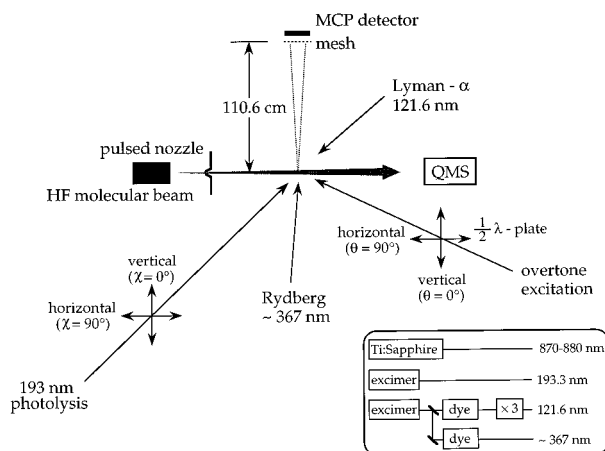 MCP detector
mesh
Lyman - α
121.6 nm
110.6 cm
pulsed nozzle
HF molecular beam
QMS
horizontal
(θ = 90°)
1/2 λ - plate
vertical
(θ = 0°)
overtone
excitation
vertical
(χ = 0°)
horizontal
(χ = 90°)
Rydberg
~ 367 nm
193 nm
photolysis
Ti:Sapphire 870-880 nm
excimer 193.3 nm
excimer dye × 3 121.6 nm
dye ~ 367 nm